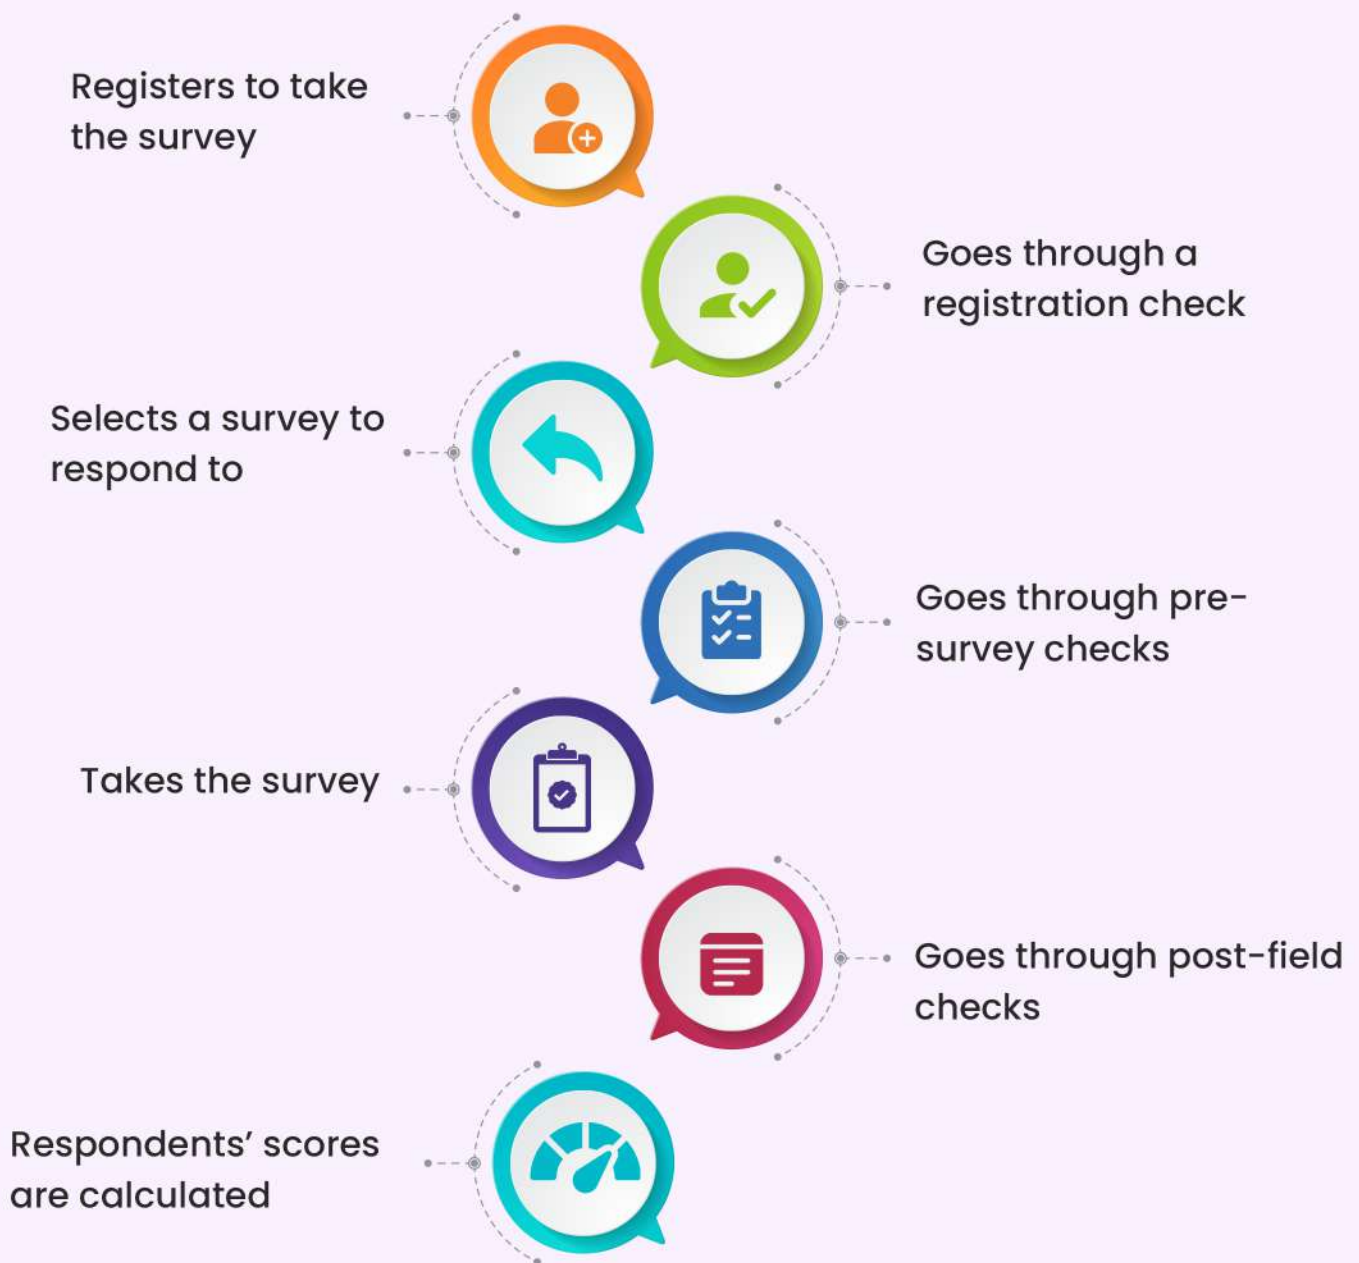 Registers to take
the survey
Goes through a
registration check
Selects a survey to
respond to
Goes through pre-
survey checks
Takes the survey
Goes through post-field
checks
Respondents’ scores
are calculated